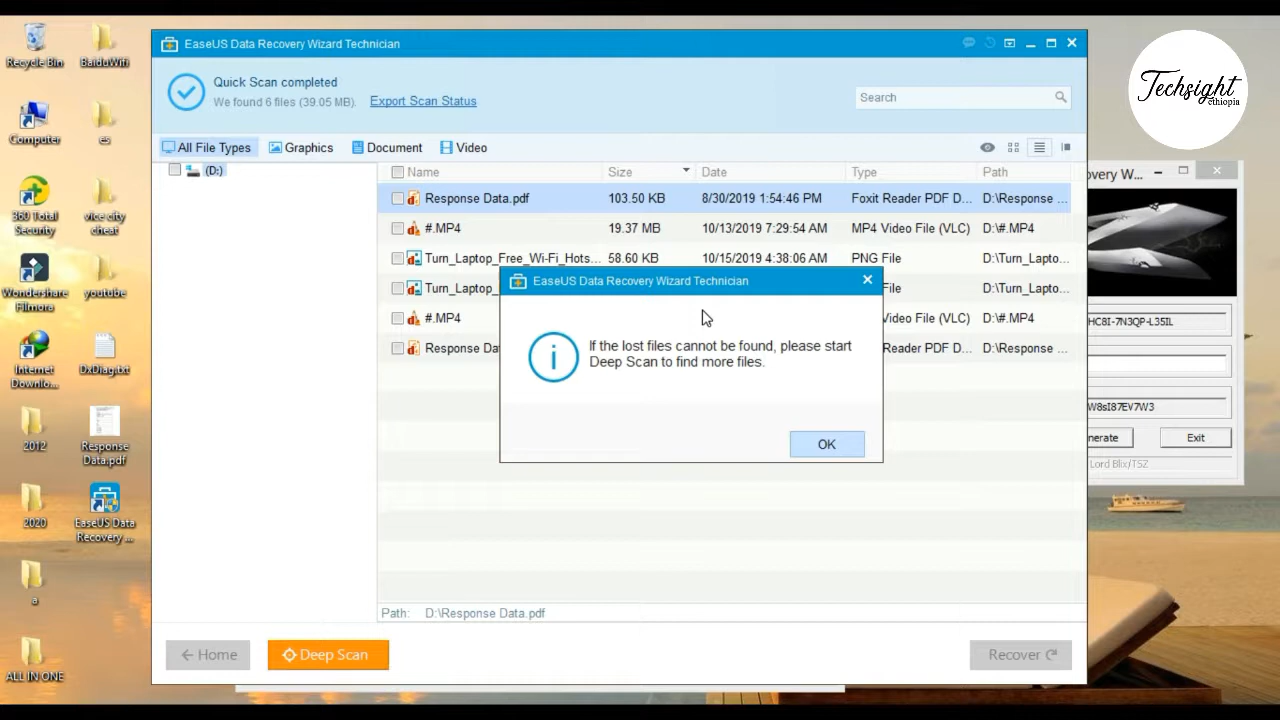 Recycle Bin
BaiduWifi
Computer
es
360 Total
Security
vice city
cheat
Wondershare
Filmora
youtube
Internet
Downlo...
DxDiag.txt
2012
Response
Data.pdf
2020
EaseUS Data
Recovery ...
a
ALL IN ONE
EaseUS Data Recovery Wizard Technician
Quick Scan completed
We found 6 files (39.05 MB). Export Scan Status
Search
All File Types Graphics Document Video
(D:)
Name Size Date Type Path
Response Data.pdf 103.50 KB 8/30/2019 1:54:46 PM Foxit Reader PDF D... D:\Response ...
#.MP4 19.37 MB 10/13/2019 7:29:54 AM MP4 Video File (VLC) D:\#.MP4
Turn_Laptop_Free_Wi-Fi_Hots... 58.60 KB 10/15/2019 4:38:06 AM PNG File D:\Turn_Lapto...
Turn_Laptop_ File D:\Turn_Lapto...
#.MP4 Video File (VLC) D:\#.MP4
Response Da Reader PDF D... D:\Response ...
EaseUS Data Recovery Wizard Technician
If the lost files cannot be found, please start
Deep Scan to find more files.
OK
Path: D:\Response Data.pdf
Home Deep Scan Recover
Techsight
ethiopia
overy W...
HC8I-7N3QP-L35IL
W8sI87EV7W3
nerate Exit
Lord Blix/TSZ